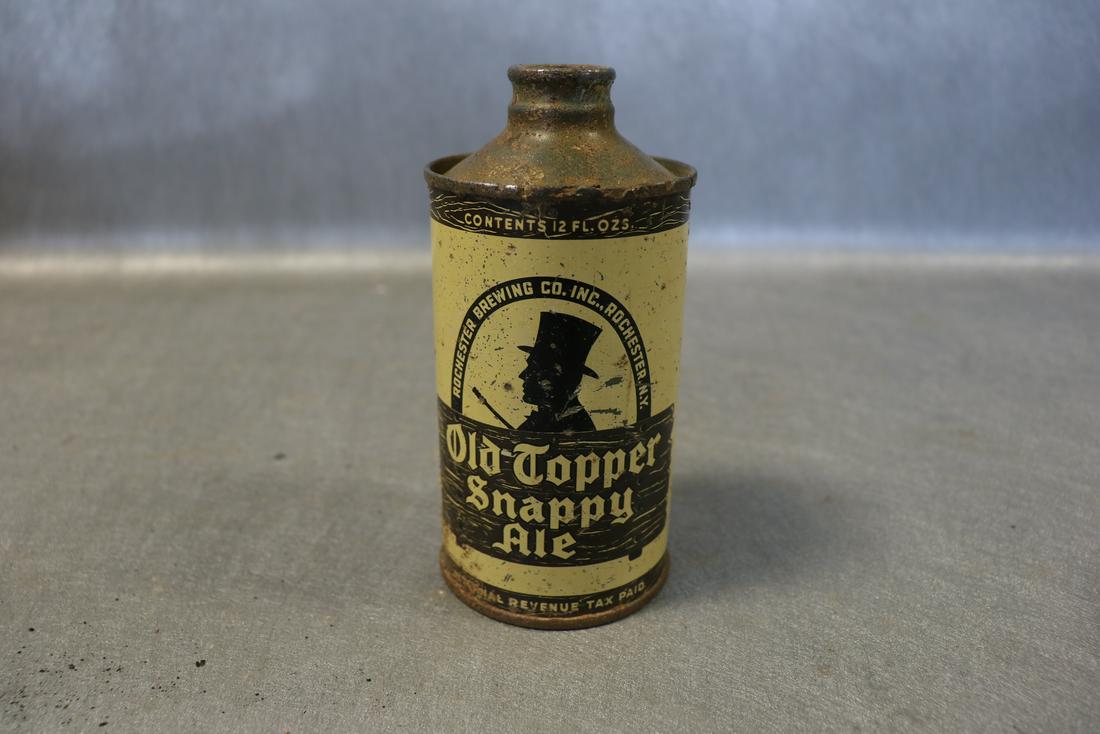 CONTENTS 12 FL. OZS.
ROCHESTER BREWING CO. INC., ROCHESTER, N.Y.
Old Topper
Snappy
Ale
REVENUE TAX PAID